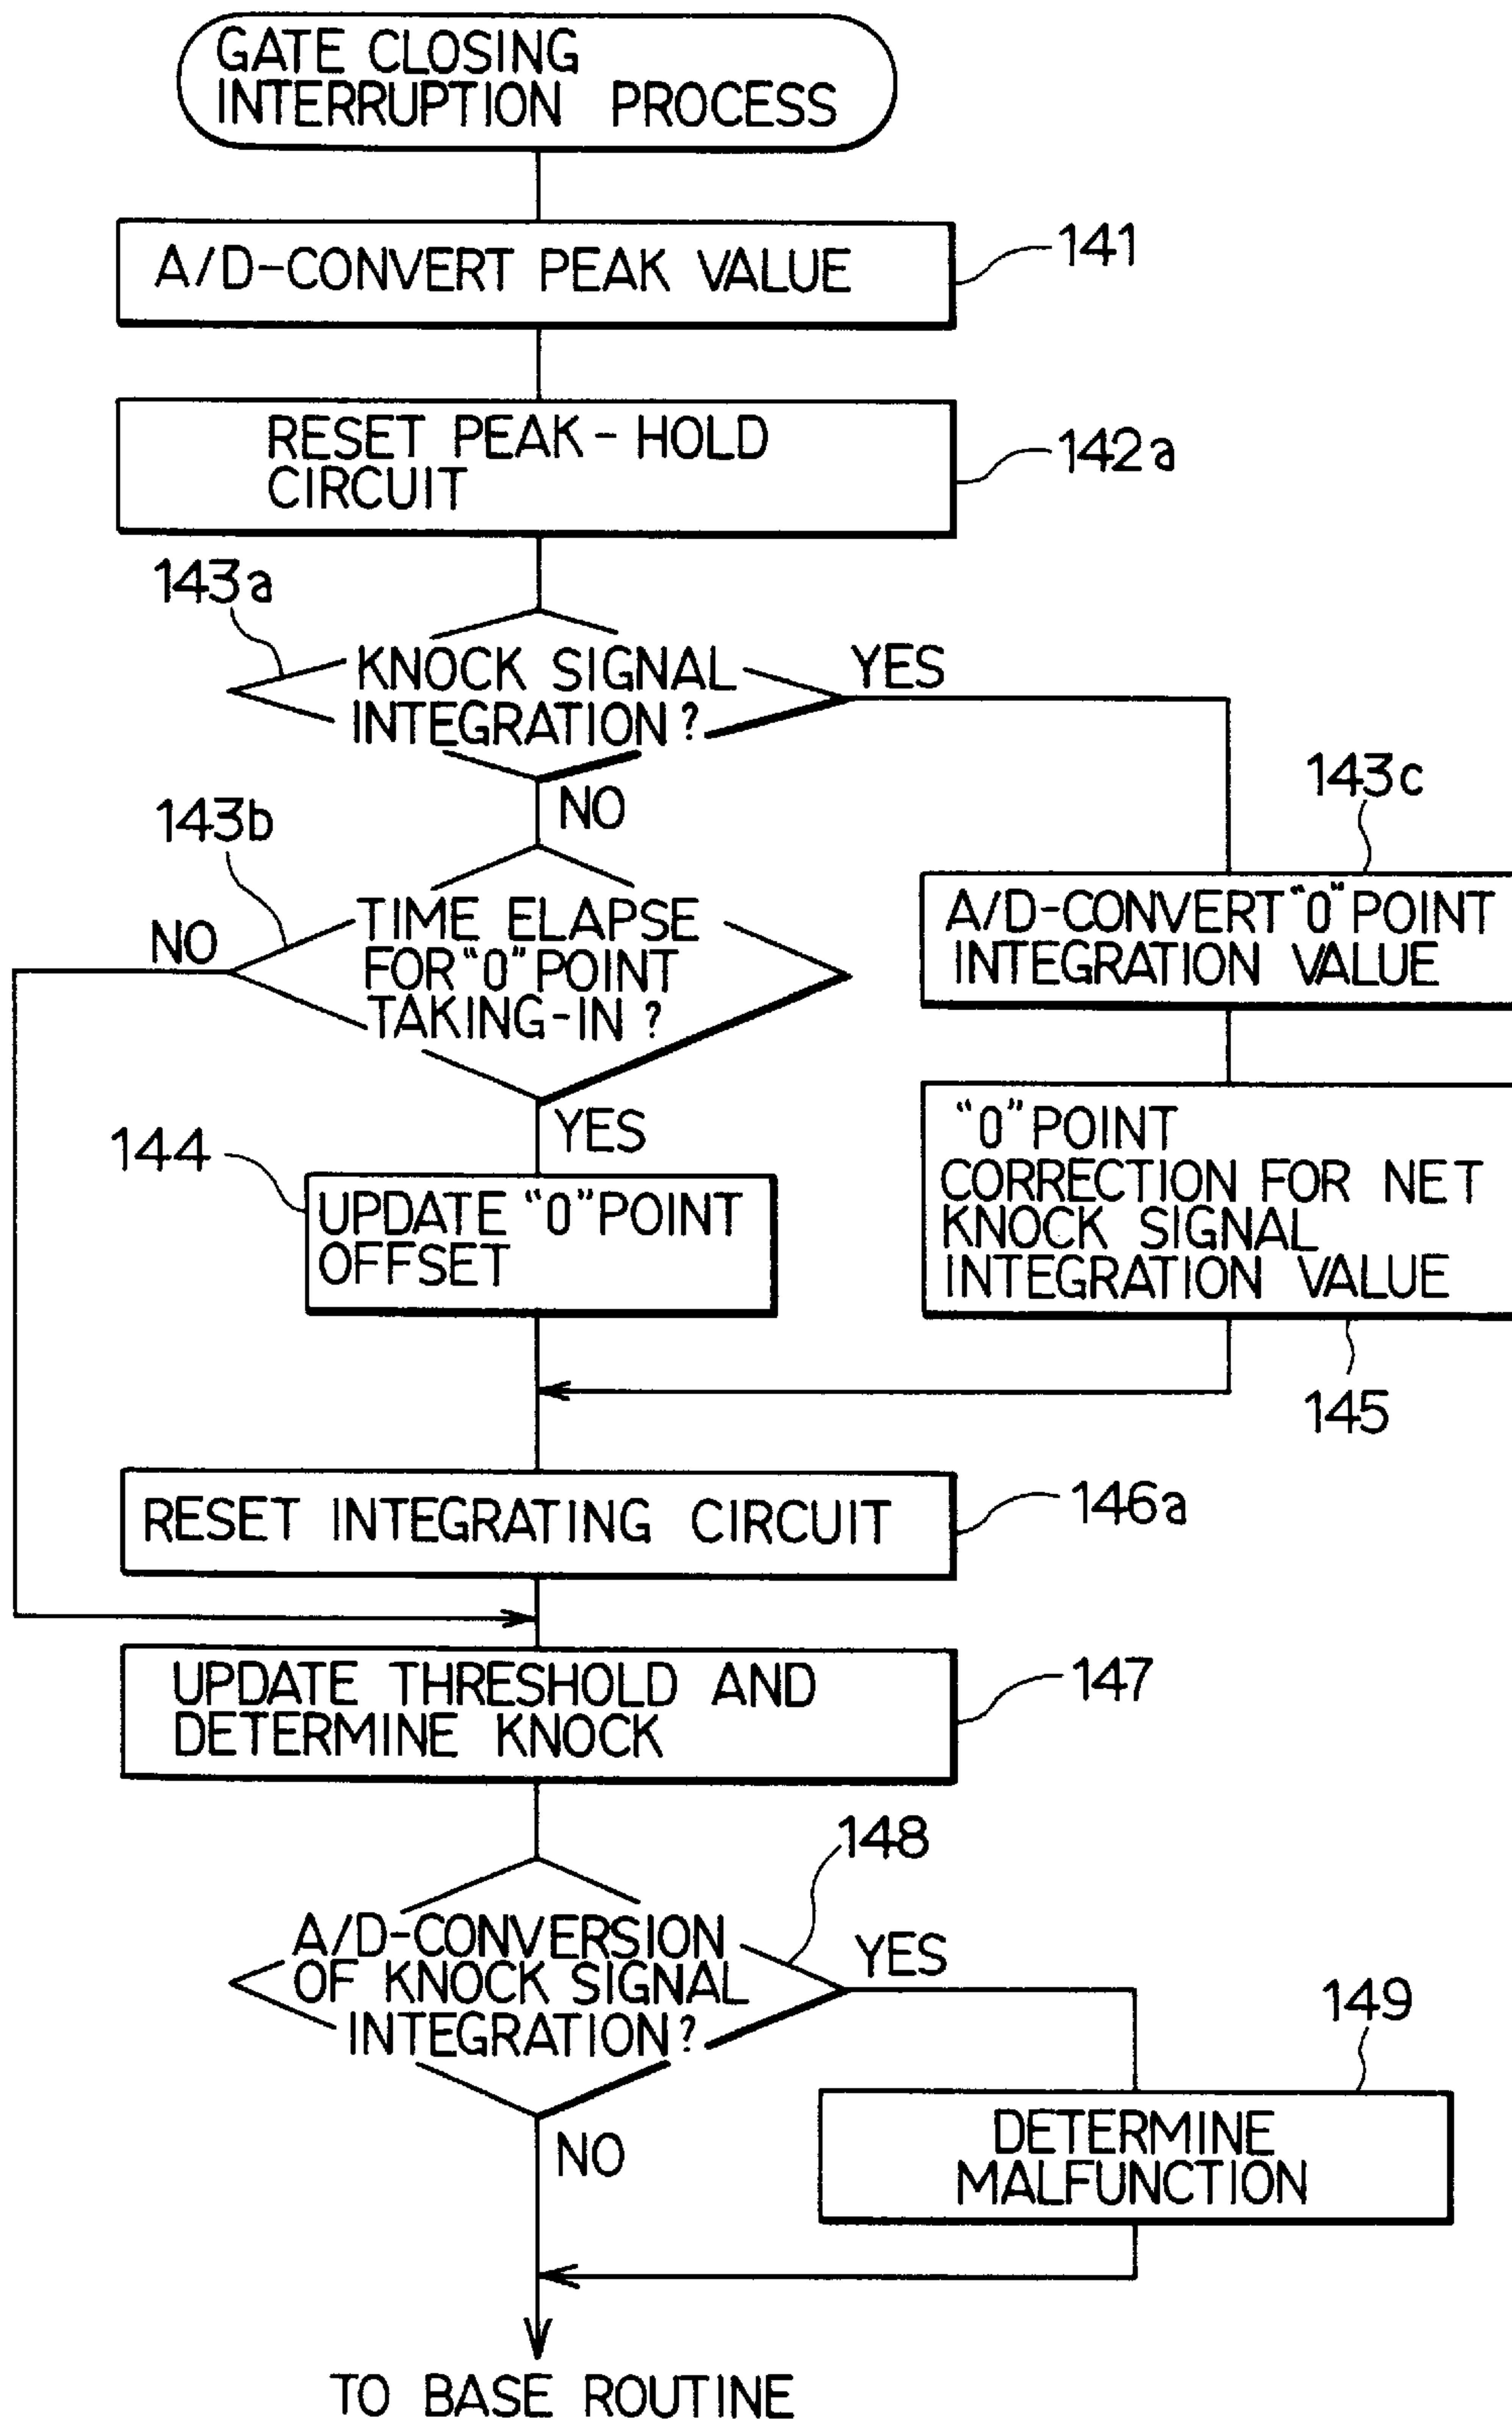 GATE CLOSING
INTERRUPTION PROCESS
A/D-CONVERT PEAK VALUE
141
RESET PEAK-HOLD
CIRCUIT
142a
143a
KNOCK SIGNAL
INTEGRATION?
YES
NO
143b
143c
TIME ELAPSE
FOR "0" POINT
TAKING-IN?
NO
YES
A/D-CONVERT "0" POINT
INTEGRATION VALUE
144
UPDATE "0" POINT
OFFSET
"0" POINT
CORRECTION FOR NET
KNOCK SIGNAL
INTEGRATION VALUE
145
RESET INTEGRATING CIRCUIT
146a
UPDATE THRESHOLD AND
DETERMINE KNOCK
147
148
A/D-CONVERSION
OF KNOCK SIGNAL
INTEGRATION?
YES
NO
149
DETERMINE
MALFUNCTION
TO BASE ROUTINE